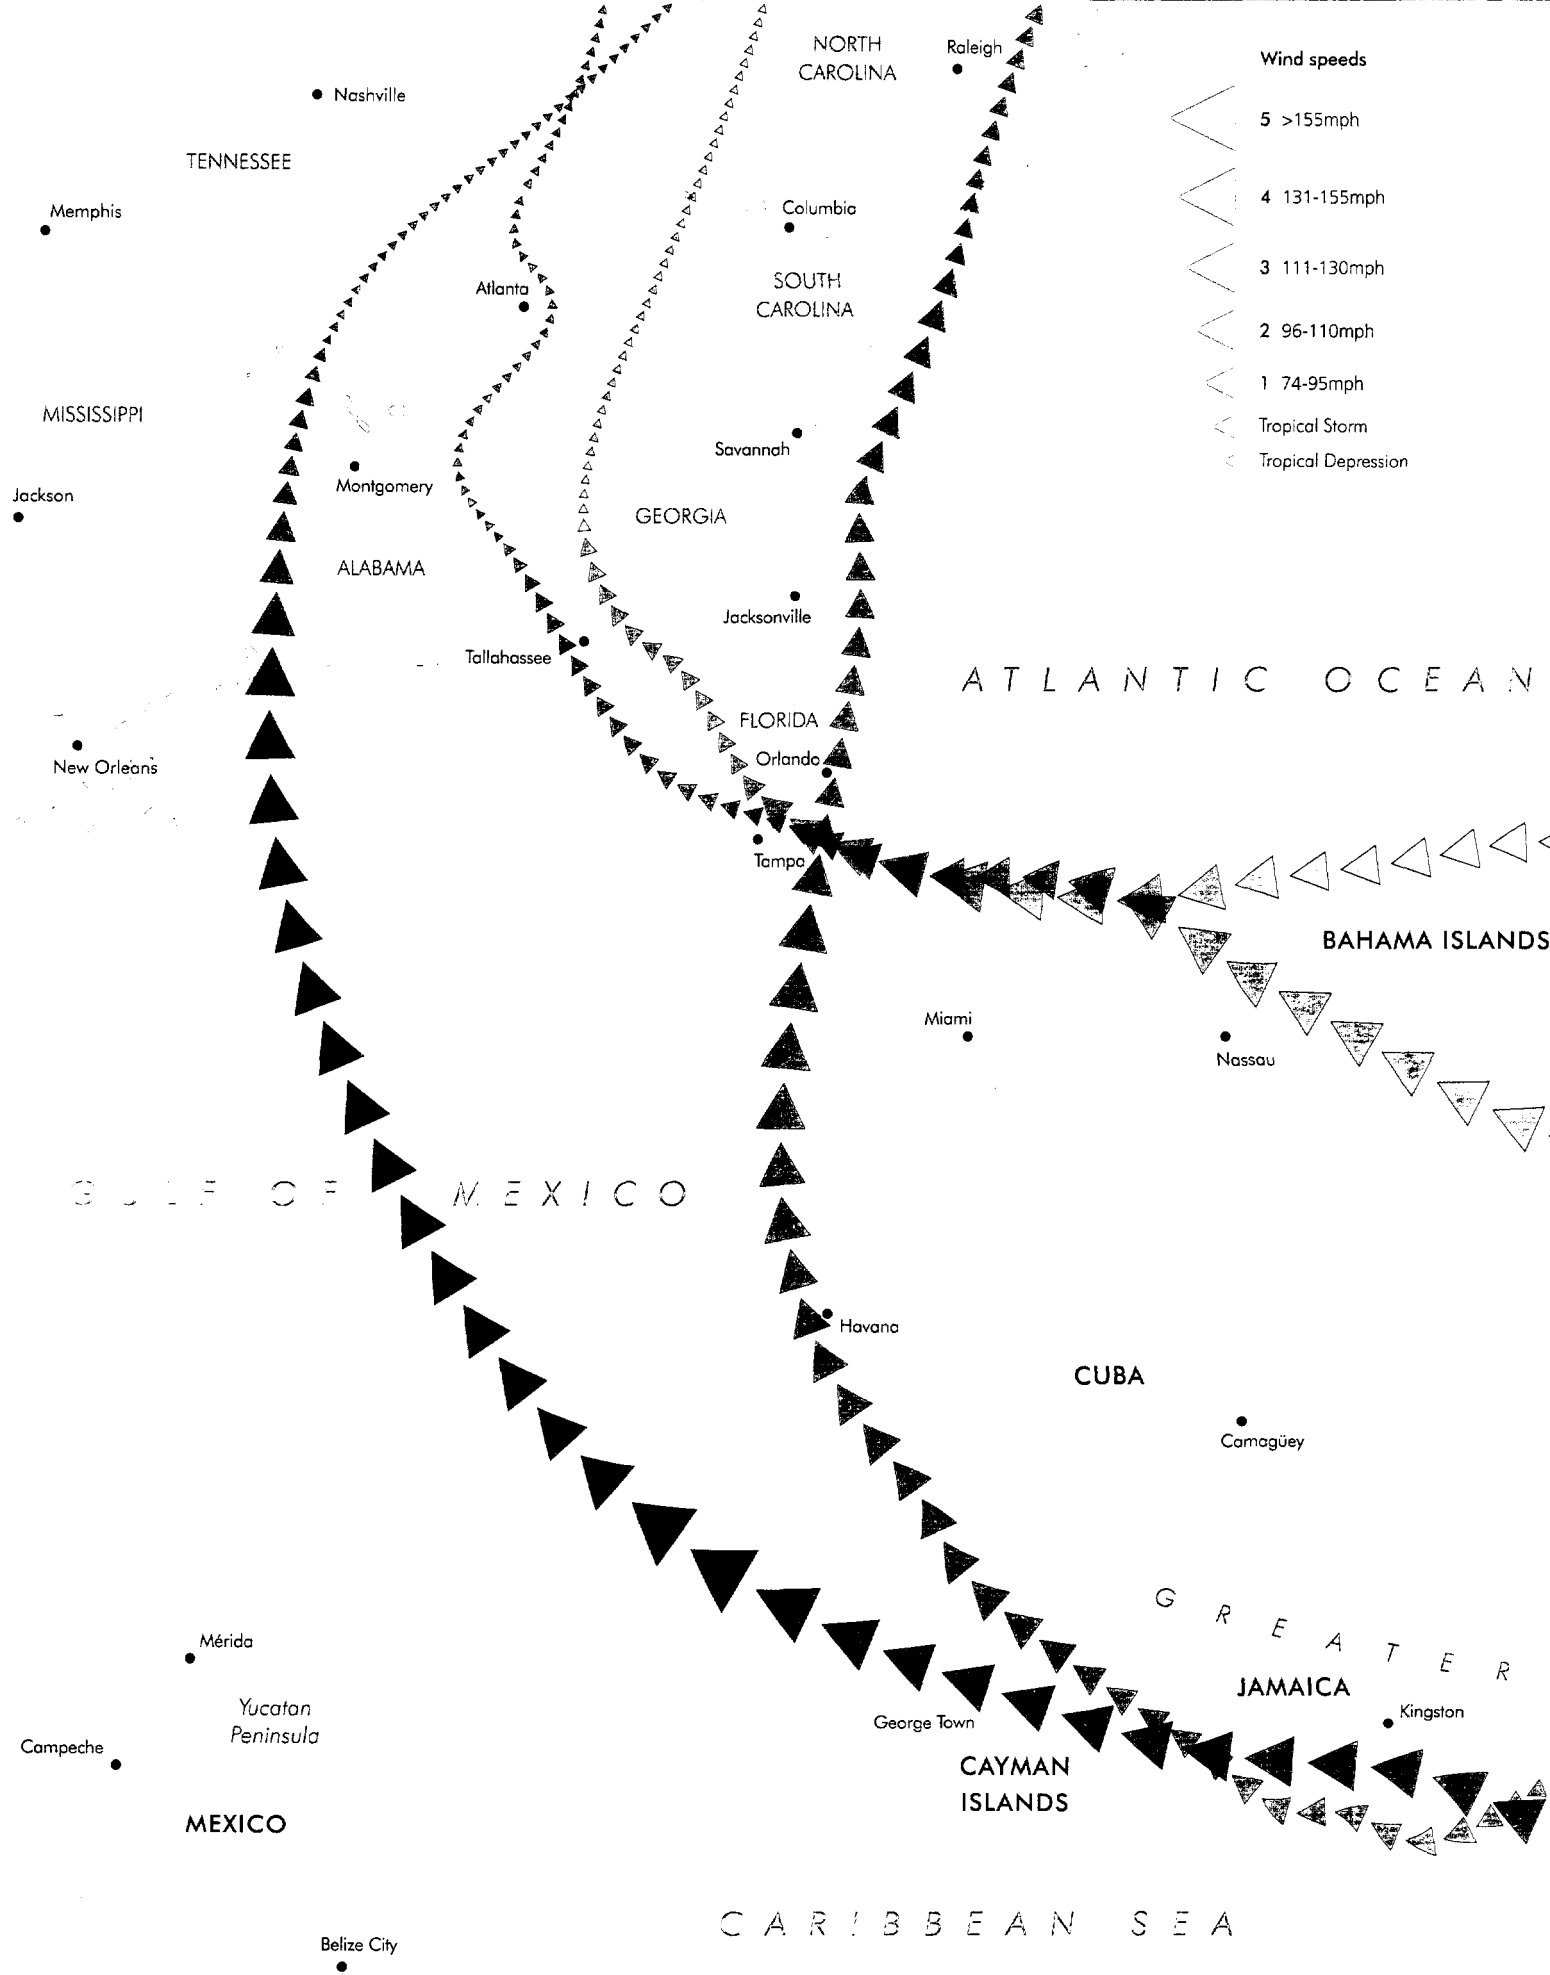 NORTH
CAROLINA
Raleigh
Wind speeds
5 >155mph
4 131-155mph
3 111-130mph
2 96-110mph
1 74-95mph
Tropical Storm
Tropical Depression
Nashville
TENNESSEE
Memphis
Columbia
SOUTH
CAROLINA
Atlanta
MISSISSIPPI
Savannah
Montgomery
Jackson
GEORGIA
ALABAMA
Jacksonville
Tallahassee
ATLANTIC OCEAN
FLORIDA
Orlando
New Orleans
Tampa
BAHAMA ISLANDS
Miami
Nassau
GULF OF MEXICO
Havana
CUBA
Camagüey
GREATER
Mérida
JAMAICA
Kingston
Yucatan
Peninsula
George Town
Campeche
CAYMAN
ISLANDS
MEXICO
CARIBBEAN SEA
Belize City